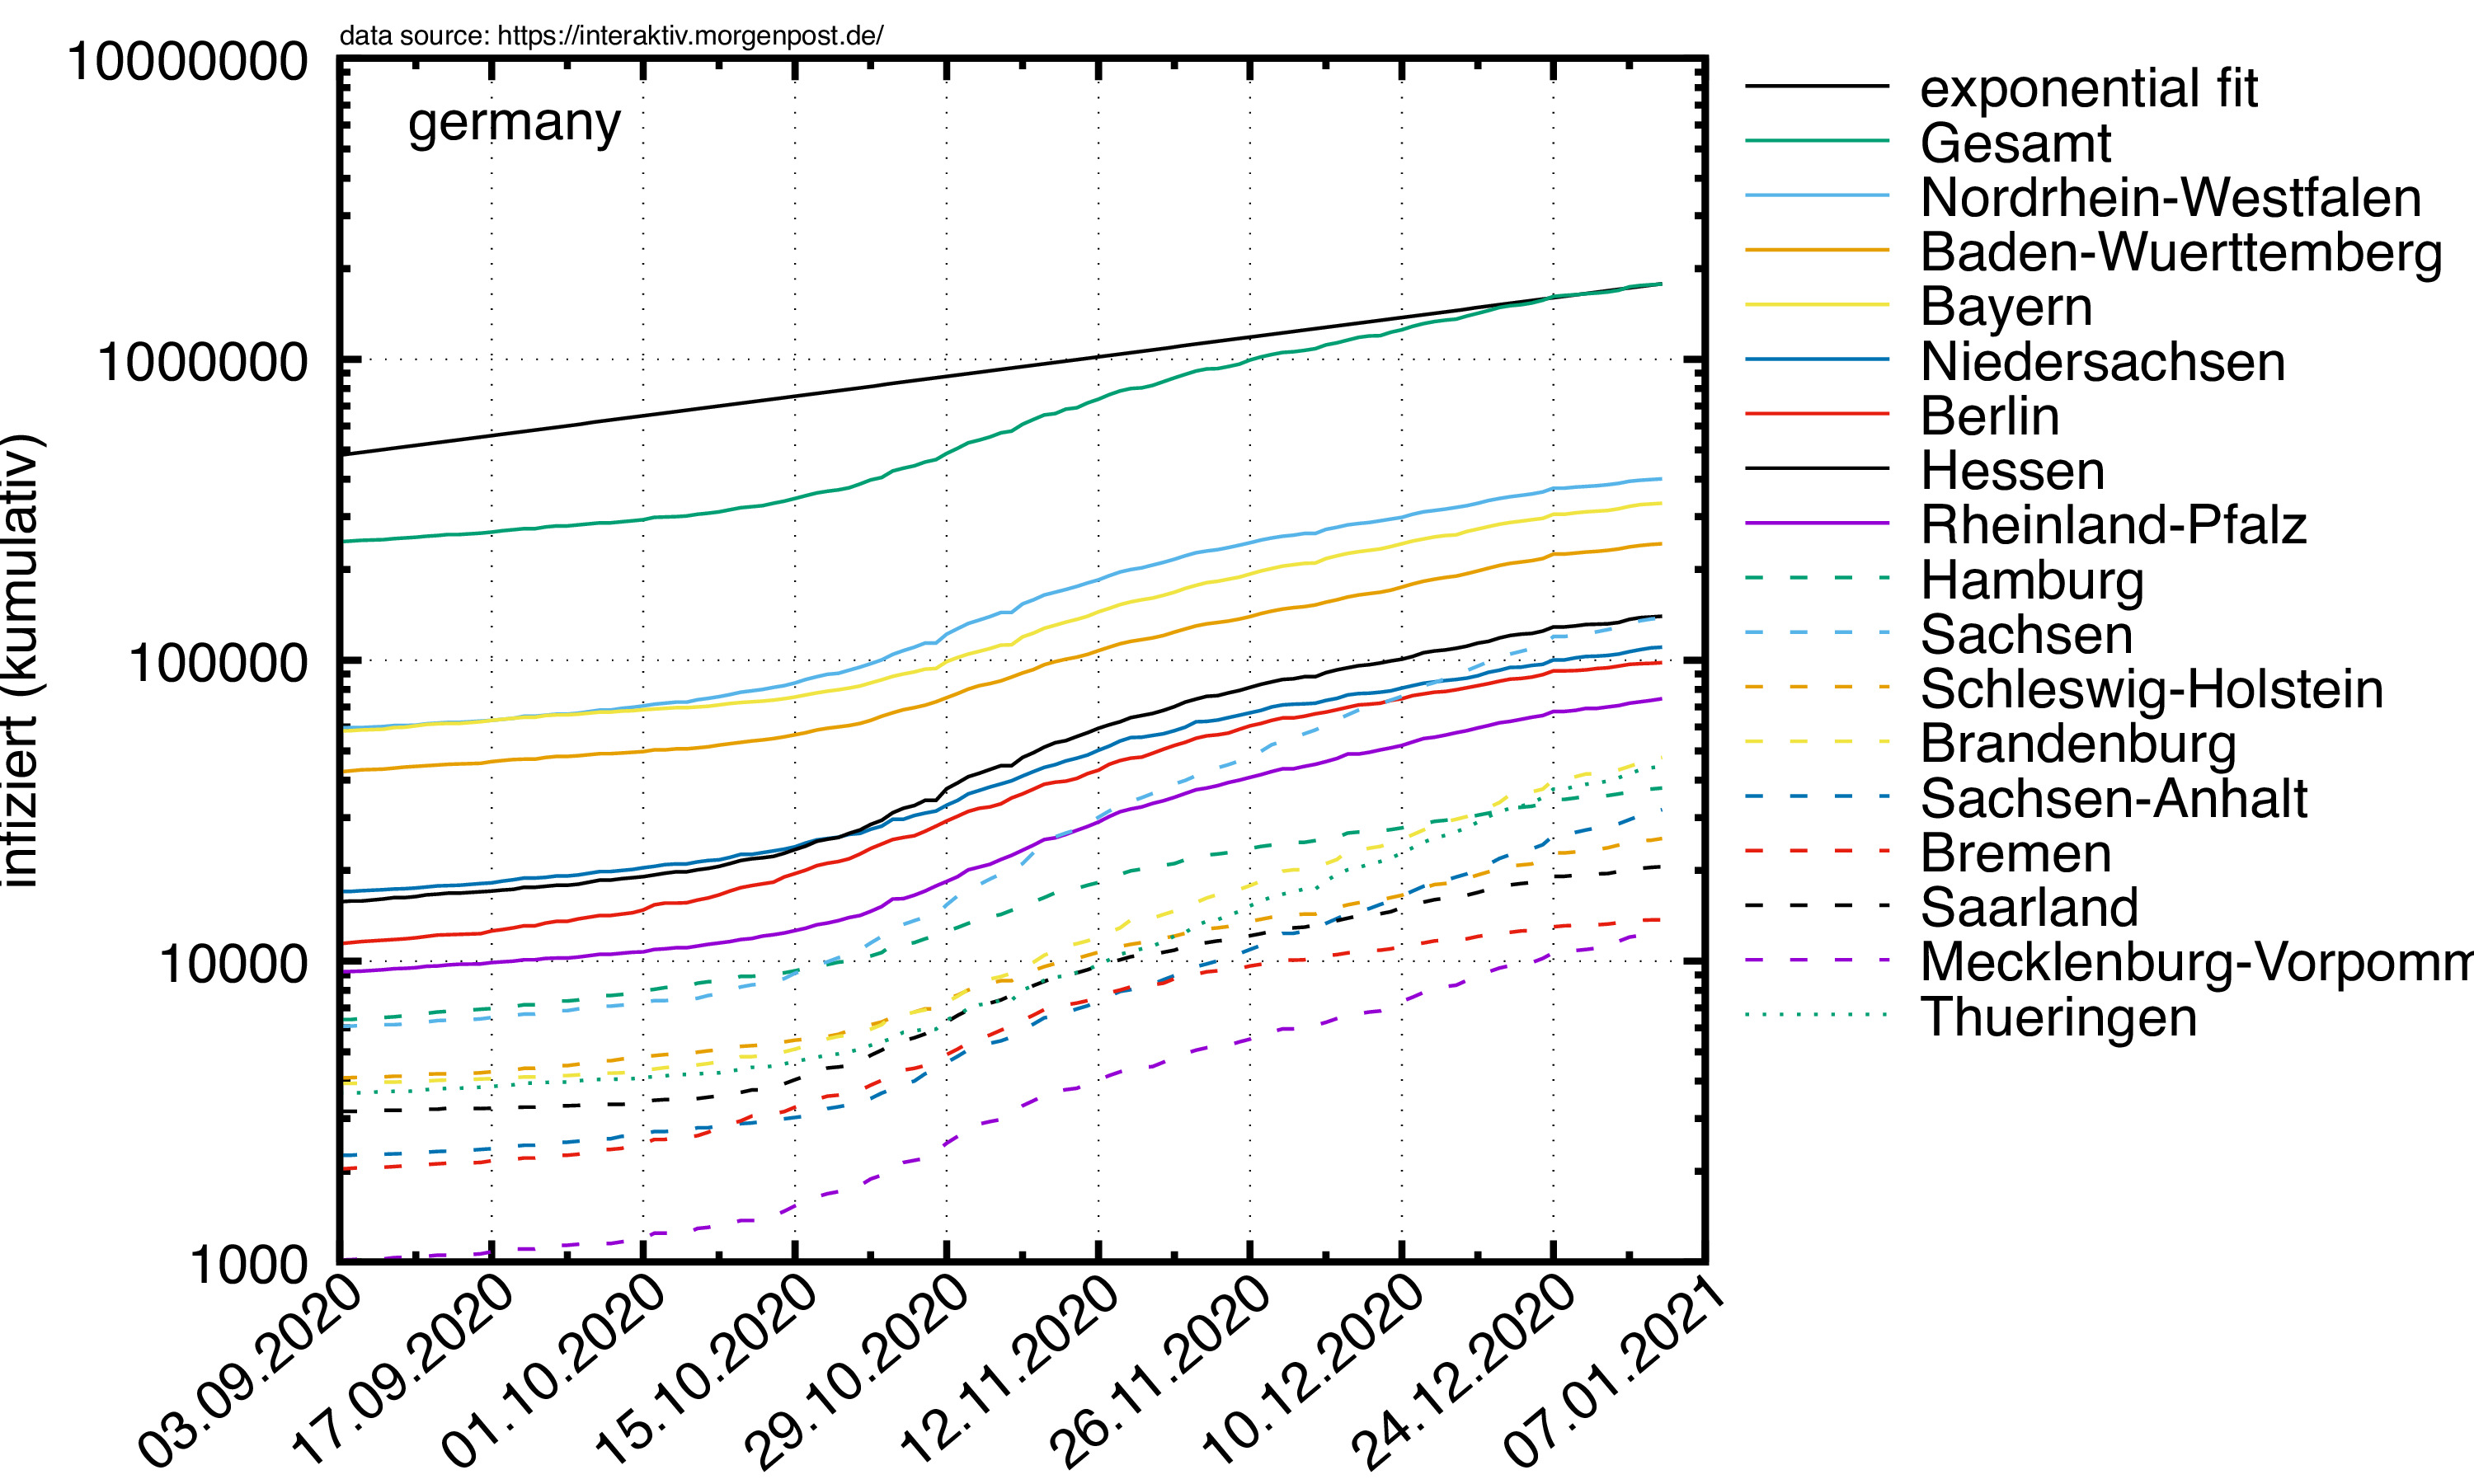 data source: https://interaktiv.morgenpost.de/
10000000
1000000
100000
10000
1000
infiziert (kumulativ)
germany
exponential fit
Gesamt
Nordrhein-Westfalen
Baden-Wuerttemberg
Bayern
Niedersachsen
Berlin
Hessen
Rheinland-Pfalz
Hamburg
Sachsen
Schleswig-Holstein
Brandenburg
Sachsen-Anhalt
Bremen
Saarland
Mecklenburg-Vorpomm
Thueringen
03.09.2020
17.09.2020
01.10.2020
15.10.2020
29.10.2020
12.11.2020
26.11.2020
10.12.2020
24.12.2020
07.01.2021